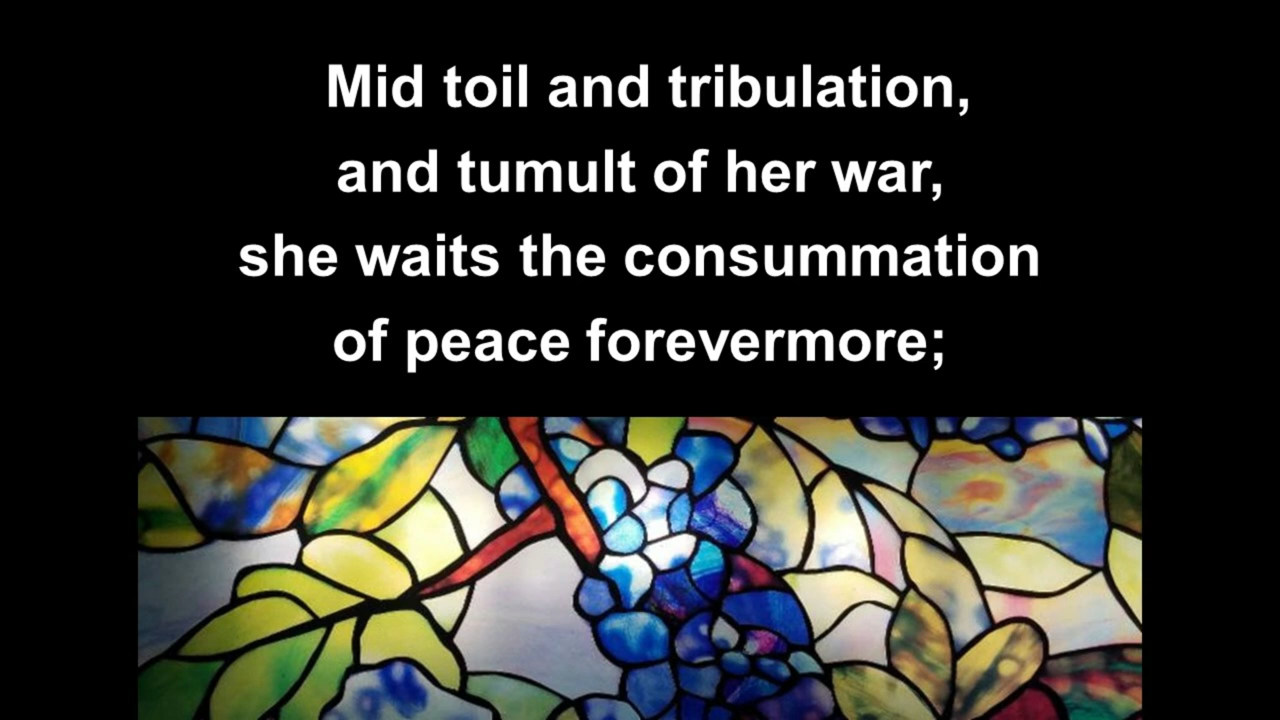 Mid toil and tribulation,
and tumult of her war,
she waits the consummation
of peace forevermore;